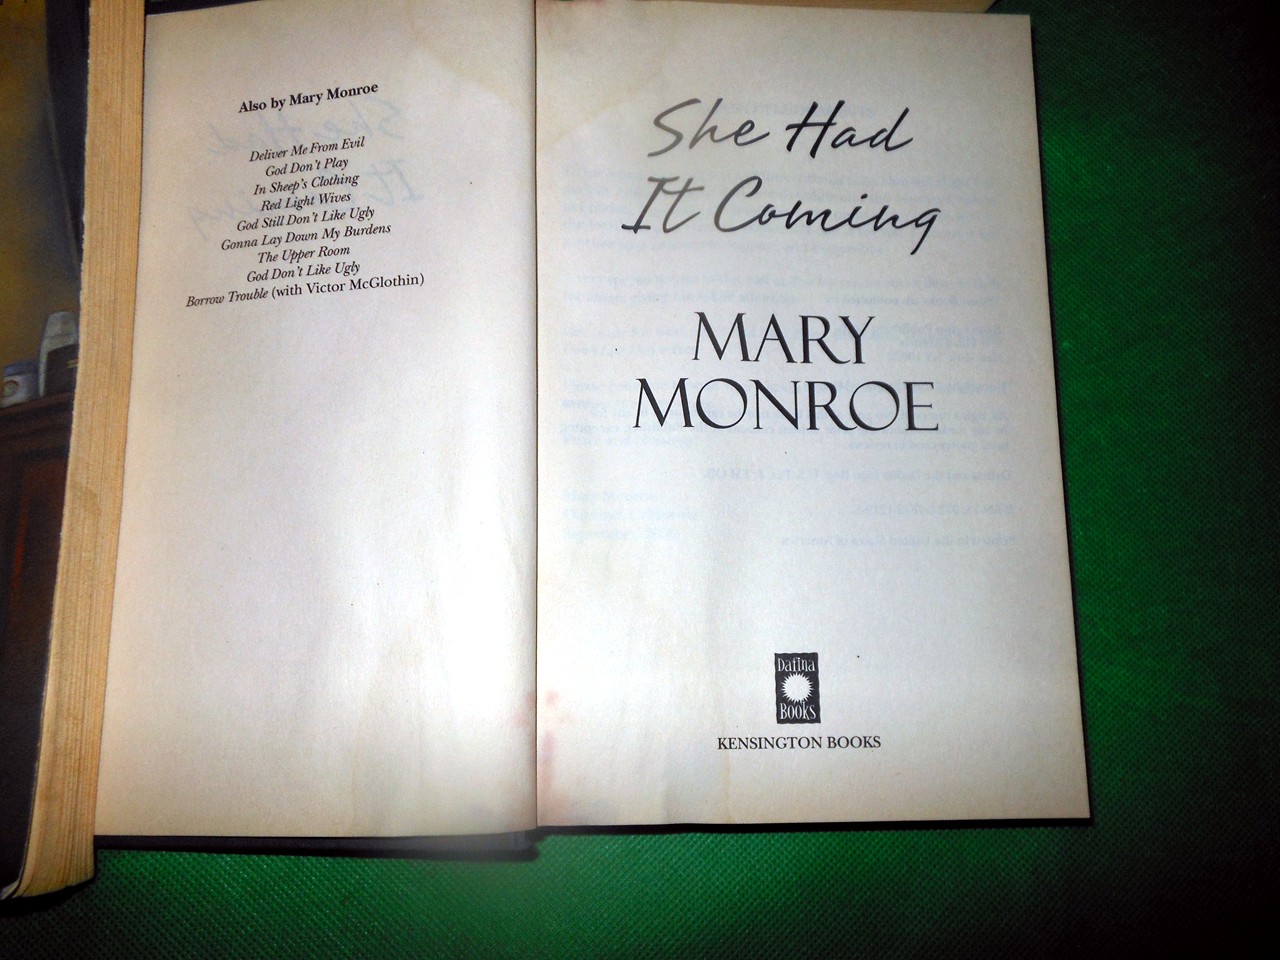 Also by Mary Monroe
Deliver Me From Evil
God Don't Play
In Sheep's Clothing
Red Light Wives
God Still Don't Like Ugly
Gonna Lay Down My Burdens
The Upper Room
God Don't Like Ugly
Borrow Trouble (with Victor McGlothin)
She Had
It Coming
MARY
MONROE
Dafina
BOOKS
KENSINGTON BOOKS